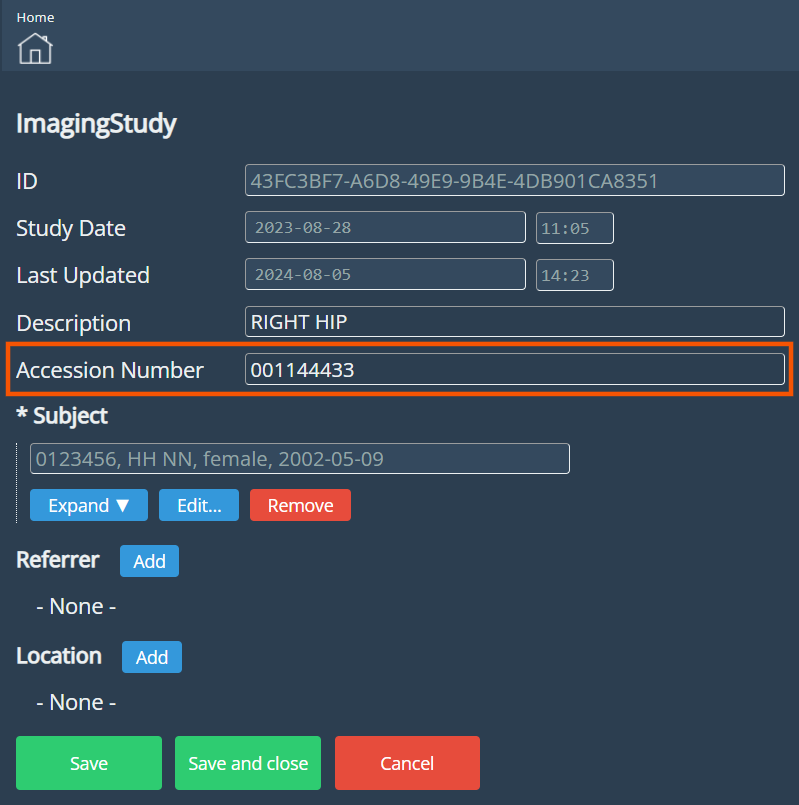 Home
ImagingStudy
ID 43FC3BF7-A6D8-49E9-9B4E-4DB901CA8351
Study Date 2023-08-28 11:05
Last Updated 2024-08-05 14:23
Description RIGHT HIP
Accession Number 001144433
* Subject
0123456, HH NN, female, 2002-05-09
Expand ▼ Edit... Remove
Referrer Add
- None -
Location Add
- None -
Save Save and close Cancel